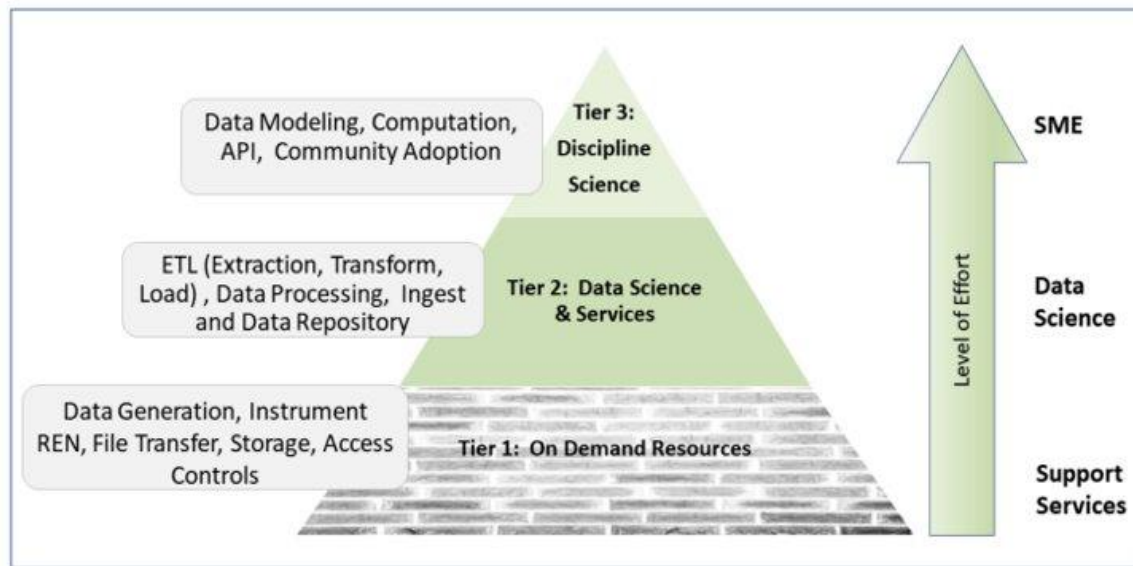 Data Modeling, Computation,
API, Community Adoption
Tier 3:
Discipline
Science
SME
ETL (Extraction, Transform,
Load) , Data Processing, Ingest
and Data Repository
Tier 2: Data Science
& Services
Level of Effort
Data
Science
Data Generation, Instrument
REN, File Transfer, Storage, Access
Controls
Tier 1: On Demand Resources
Support
Services